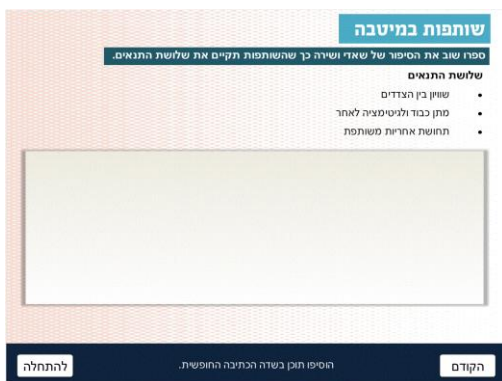 שותפות במיטבה
ספרו שוב את הסיפור של שאדי ושירה כך שהשותפות תקיים את שלושת התנאים.
שלושת התנאים
• שוויון בין הצדדים
• מתן כבוד ולגיטימציה לאחר
• תחושת אחריות משותפת
הקודם
הוסיפו תוכן בשדה הכתיבה החופשית.
להתחלה